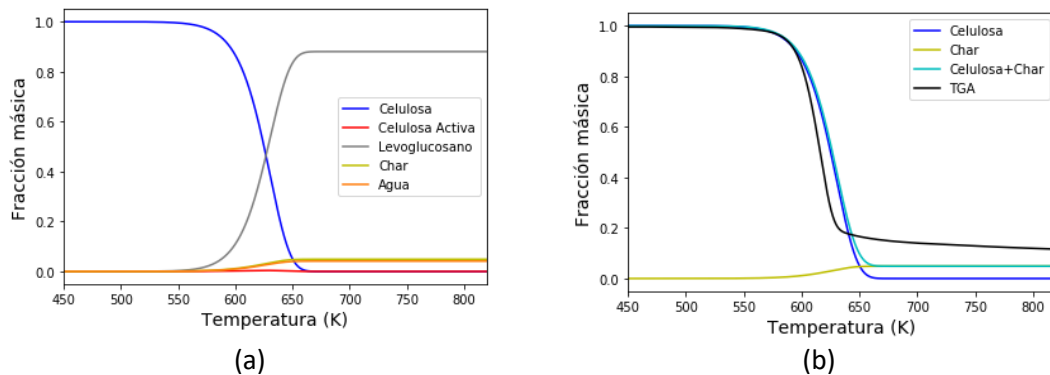 1.0
0.8
0.6
0.4
0.2
0.0
Fracción másica
Celulosa
Celulosa Activa
Levoglucosano
Char
Agua
450 500 550 600 650 700 750 800
Temperatura (K)
(a)
1.0
0.8
0.6
0.4
0.2
0.0
Fracción másica
Celulosa
Char
Celulosa+Char
TGA
450 500 550 600 650 700 750 800
Temperatura (K)
(b)